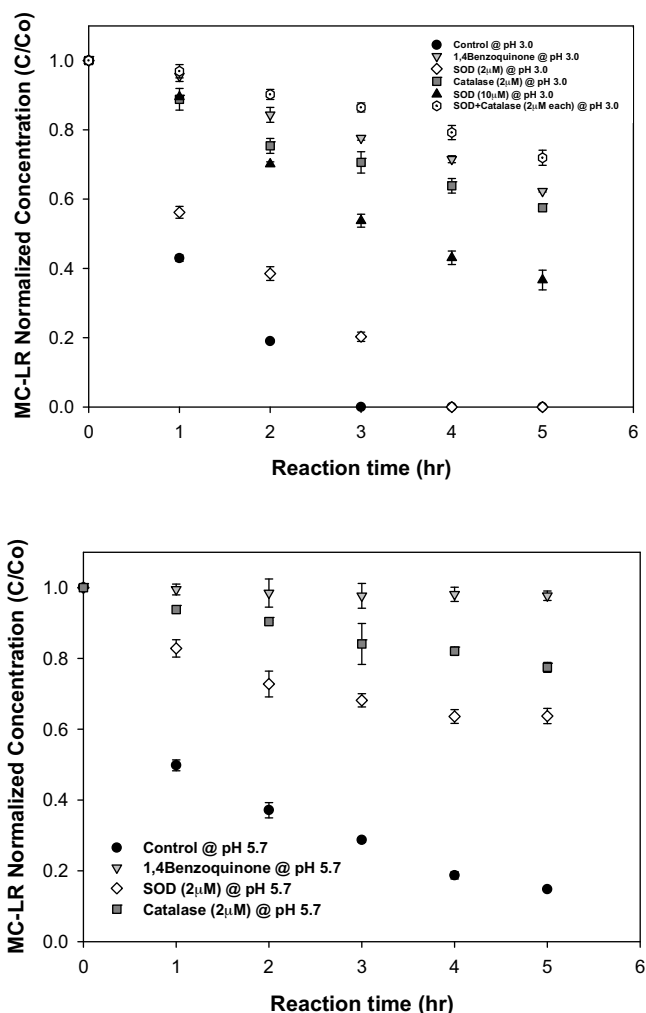 MC-LR Normalized Concentration (C/Co)
1.0
0.8
0.6
0.4
0.2
0.0
Control @ pH 3.0
1,4Benzoquinone @ pH 3.0
SOD (2μM) @ pH 3.0
Catalase (2μM) @ pH 3.0
SOD (10μM) @ pH 3.0
SOD+Catalase (2μM each) @ pH 3.0
0 1 2 3 4 5 6
Reaction time (hr)
MC-LR Normalized Concentration (C/Co)
1.0
0.8
0.6
0.4
0.2
0.0
Control @ pH 5.7
1,4Benzoquinone @ pH 5.7
SOD (2μM) @ pH 5.7
Catalase (2μM) @ pH 5.7
0 1 2 3 4 5 6
Reaction time (hr)